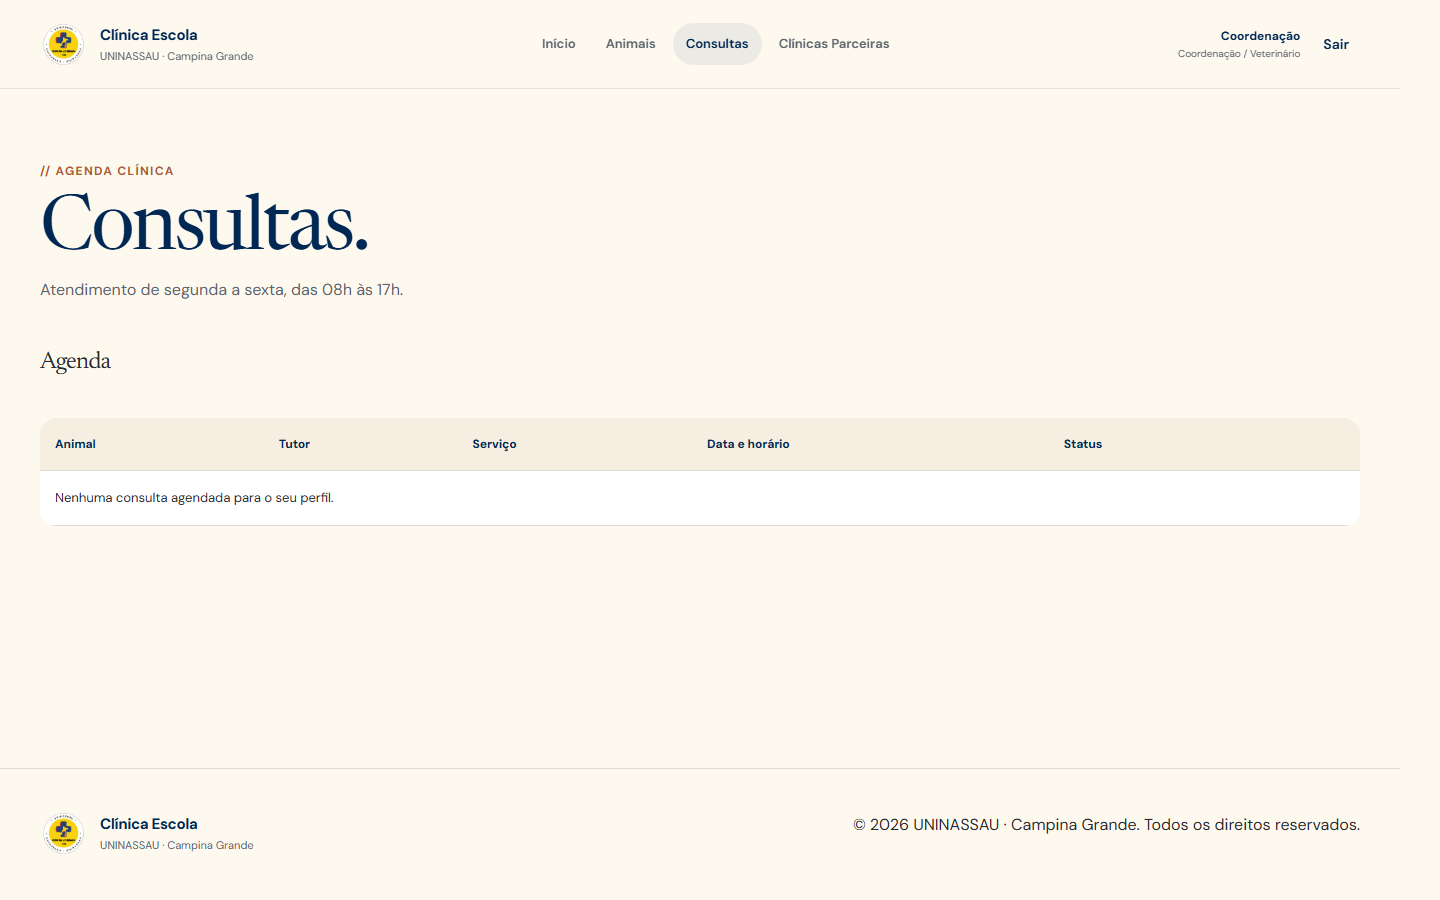 Clínica Escola
UNINASSAU · Campina Grande
Início
Animais
Consultas
Clínicas Parceiras
Coordenação
Coordenação / Veterinário
Sair
// AGENDA CLÍNICA
Consultas.
Atendimento de segunda a sexta, das 08h às 17h.
Agenda
Animal
Tutor
Serviço
Data e horário
Status
Nenhuma consulta agendada para o seu perfil.
Clínica Escola
UNINASSAU · Campina Grande
© 2026 UNINASSAU · Campina Grande. Todos os direitos reservados.